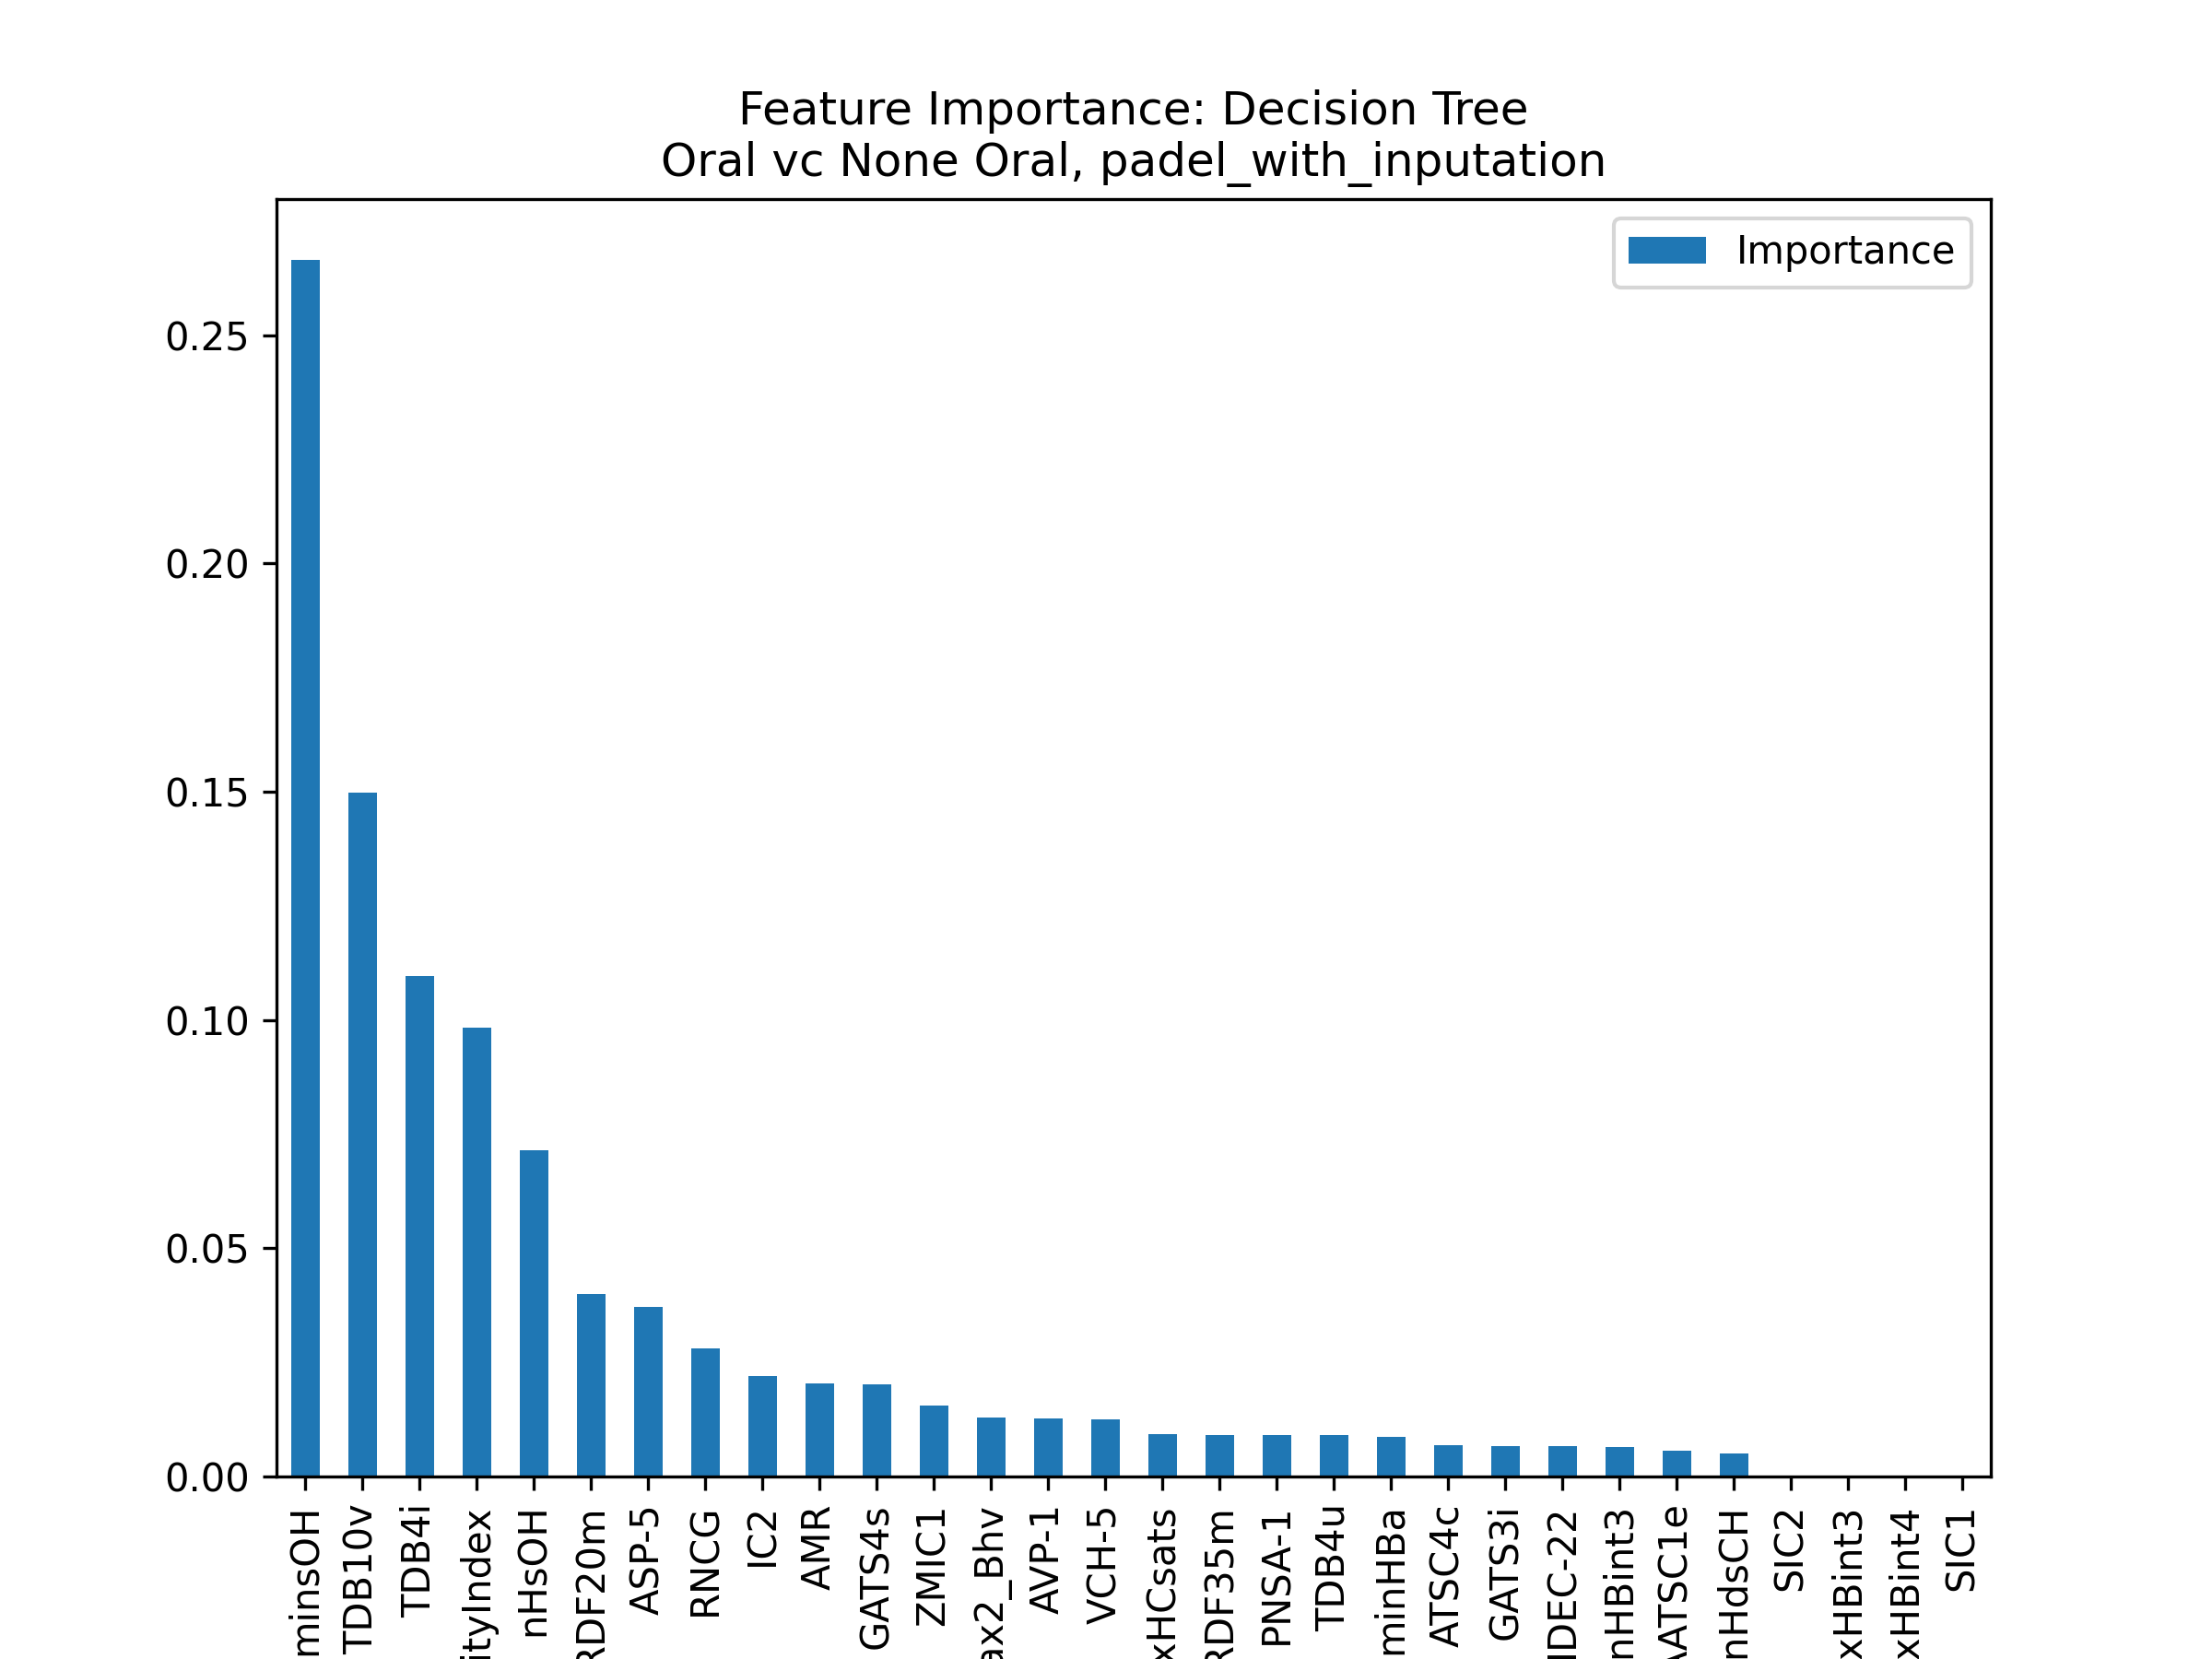 Feature Importance: Decision Tree
Oral vc None Oral, padel_with_inputation
Importance
0.25
0.20
0.15
0.10
0.05
0.00
minsOH
TDB10v
TDB4i
ityIndex
nHsOH
RDF20m
ASP-5
RNCG
IC2
AMR
GATS4s
ZMIC1
ax2_Bhv
AVP-1
VCH-5
xHCsats
RDF35m
PNSA-1
TDB4u
minHBa
ATSC4c
GATS3i
IDEC-22
nHBint3
AATSC1e
nHdsCH
SIC2
xHBint3
xHBint4
SIC1